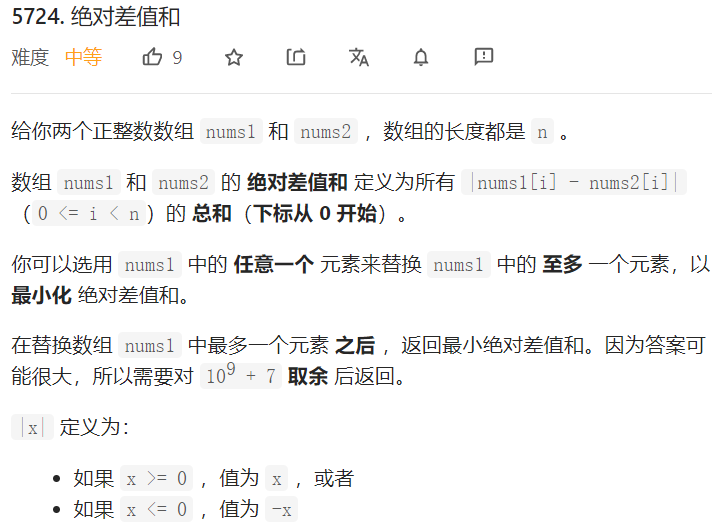 5724. 绝对差值和
难度 中等 9
给你两个正整数数组 nums1 和 nums2 ，数组的长度都是 n 。
数组 nums1 和 nums2 的 绝对差值和 定义为所有 |nums1[i] - nums2[i]|
（0 <= i < n）的 总和（下标从 0 开始）。
你可以选用 nums1 中的 任意一个 元素来替换 nums1 中的 至多 一个元素，以
最小化 绝对差值和。
在替换数组 nums1 中最多一个元素 之后 ，返回最小绝对差值和。因为答案可
能很大，所以需要对 10^9 + 7 取余 后返回。
|x| 定义为：
• 如果 x >= 0 ，值为 x ，或者
• 如果 x <= 0 ，值为 -x